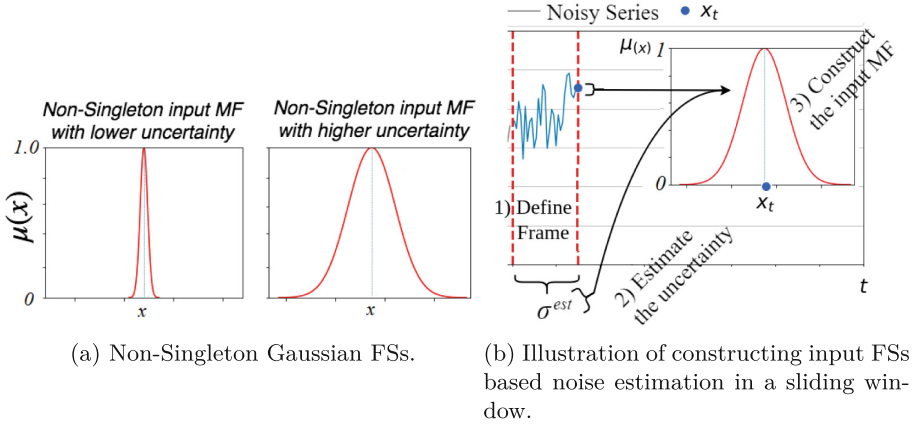 Non-Singleton input MF
with lower uncertainty
Non-Singleton input MF
with higher uncertainty
1.0
μ(x)
0
x
x
(a) Non-Singleton Gaussian FSs.
Noisy Series
x_t
μ(x)
1
0
x_t
1) Define
Frame
2) Estimate
the uncertainty
3) Construct
the input MF
σ^est
t
(b) Illustration of constructing input FSs
based noise estimation in a sliding win-
dow.